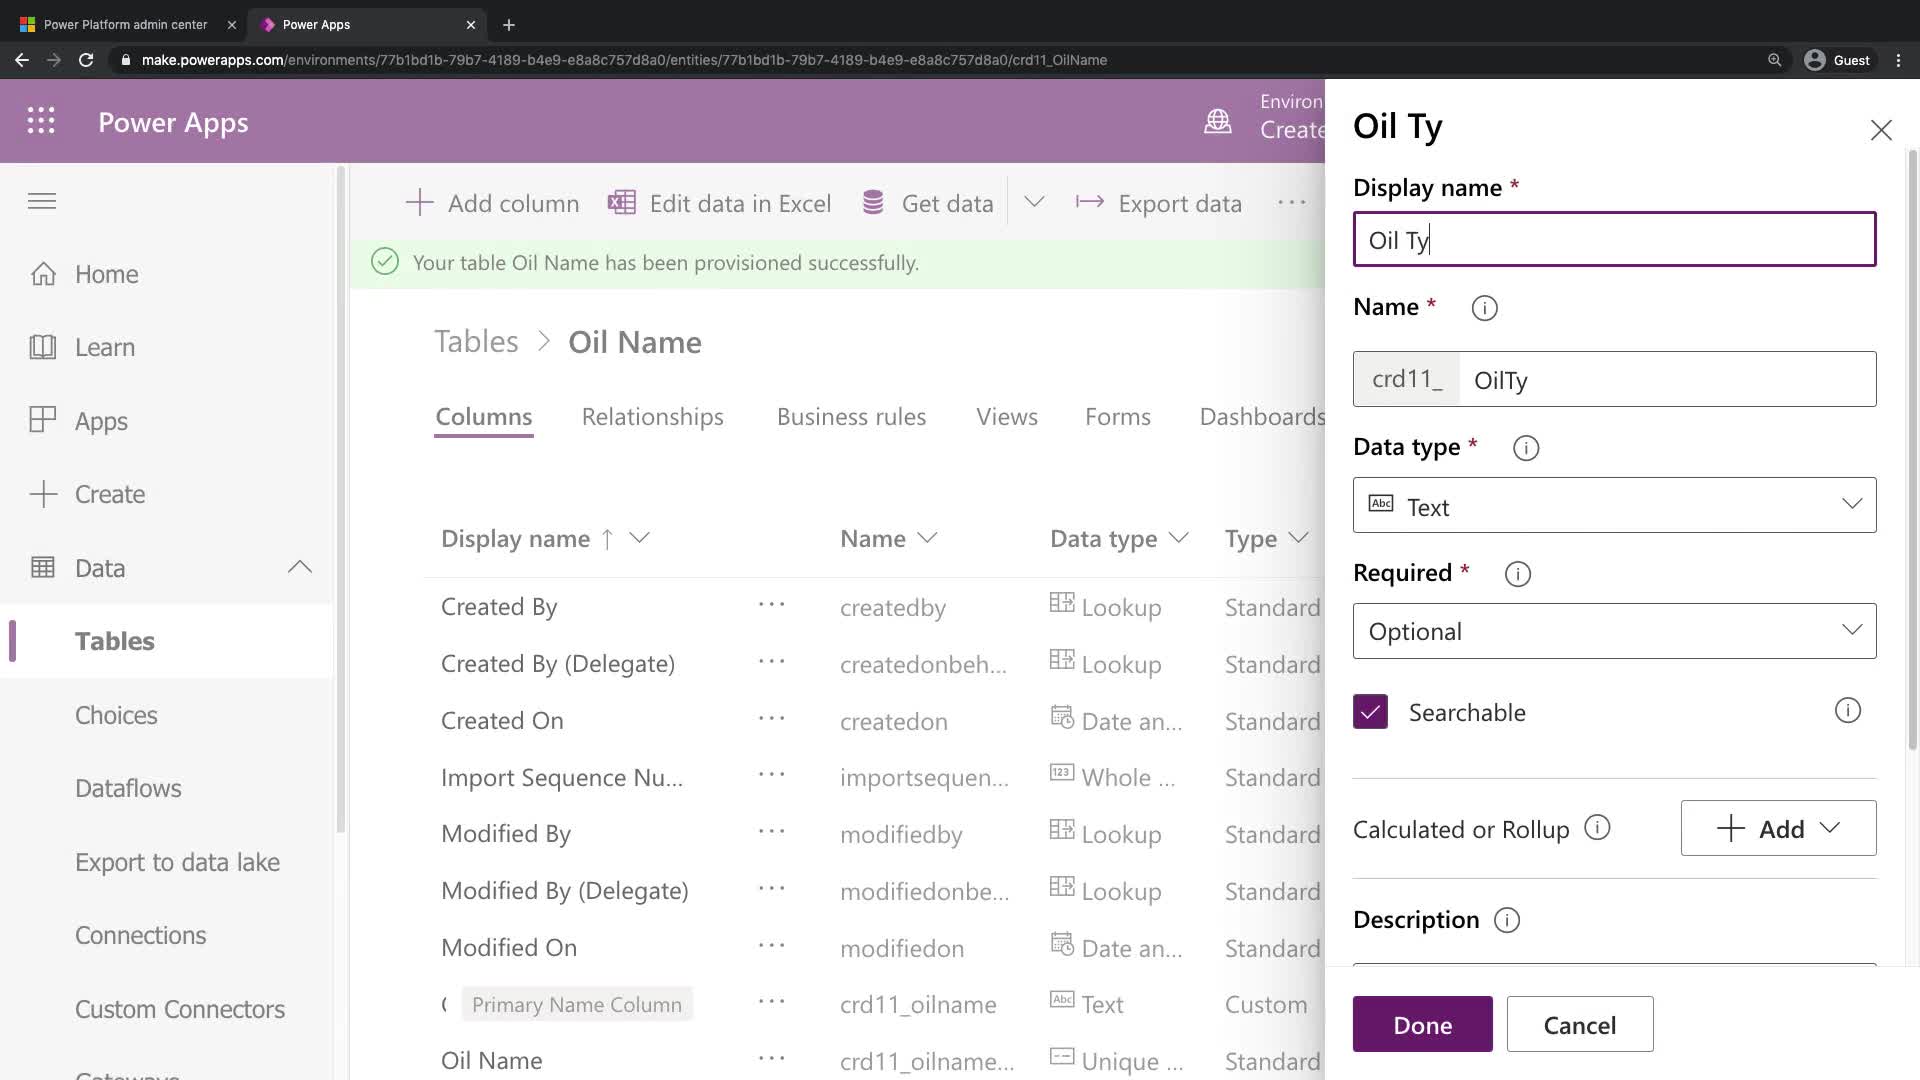 Power Platform admin center
Power Apps
make.powerapps.com/environments/77b1bd1b-79b7-4189-b4e9-e8a8c757d8a0/entities/77b1bd1b-79b7-4189-b4e9-e8a8c757d8a0/crd11_OilName
Guest
Power Apps
Environ
Create
Home
Learn
Apps
Create
Data
Tables
Choices
Dataflows
Export to data lake
Connections
Custom Connectors
Add column
Edit data in Excel
Get data
Export data
Your table Oil Name has been provisioned successfully.
Tables > Oil Name
Columns Relationships Business rules Views Forms Dashboards
Display name Name Data type Type
Created By ... createdby Lookup Standard
Created By (Delegate) ... createdonbeh... Lookup Standard
Created On ... createdon Date an... Standard
Import Sequence Nu... ... importsequen... Whole ... Standard
Modified By ... modifiedby Lookup Standard
Modified By (Delegate) ... modifiedonbe... Lookup Standard
Modified On ... modifiedon Date an... Standard
Primary Name Column ... crd11_oilname Abc Text Custom
Oil Name ... crd11_oilname... Unique ... Standard
Oil Ty
Display name *
Oil Ty
Name *
crd11_ OilTy
Data type *
Abc Text
Required *
Optional
Searchable
Calculated or Rollup
Add
Description
Done
Cancel